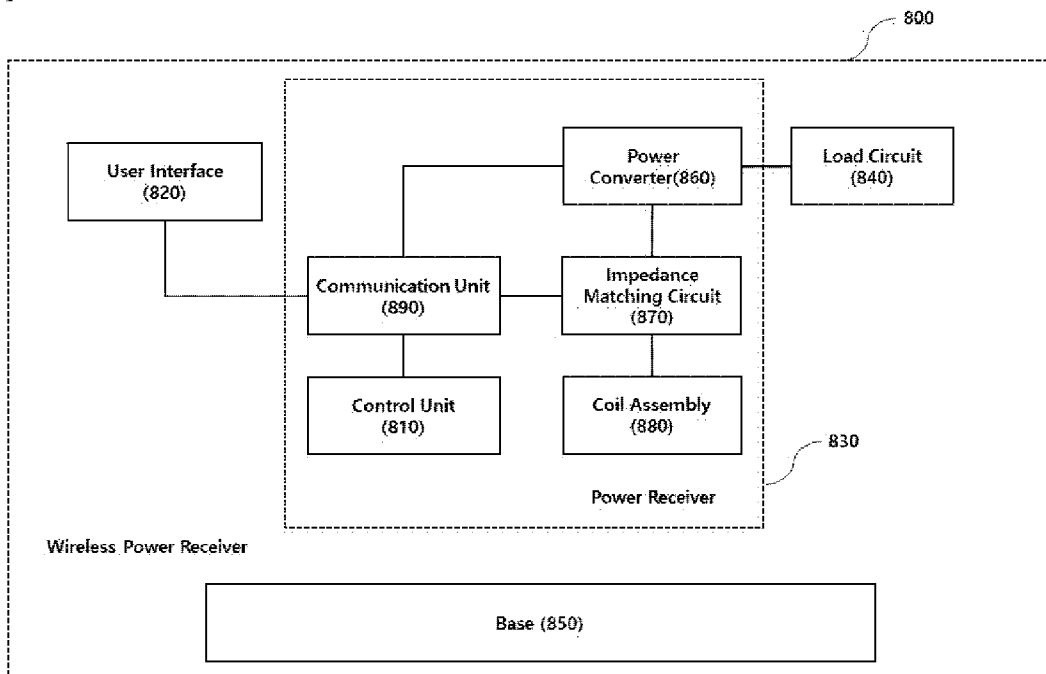 800
Power
Converter(860)
Load Circuit
(840)
User Interface
(820)
Communication Unit
(890)
Impedance
Matching Circuit
(870)
Control Unit
(810)
Coil Assembly
(880)
830
Power Receiver
Wireless Power Receiver
Base (850)